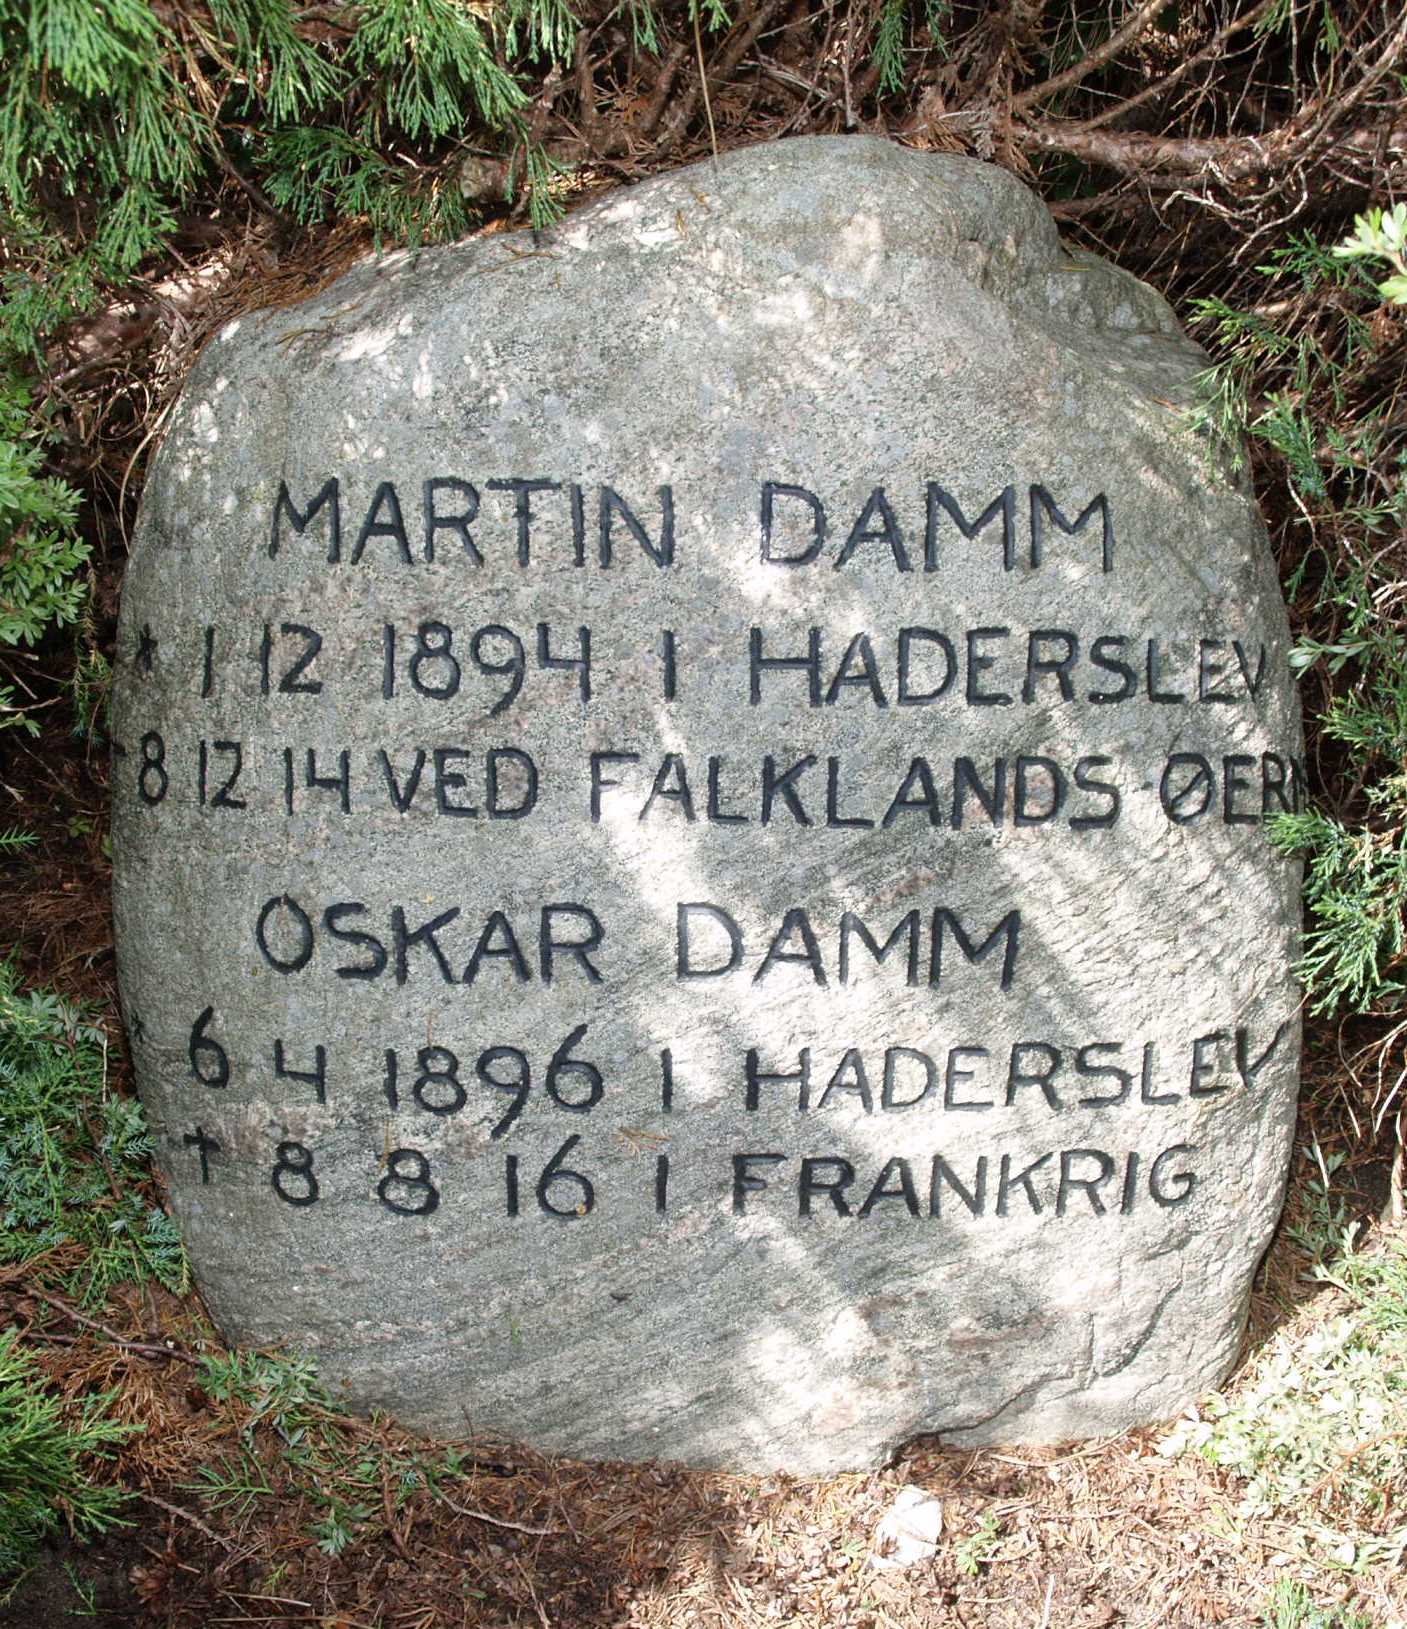 MARTIN DAMM
* 1 12 1894 I HADERSLEV
† 8 12 14 VED FALKLANDS-ØERN
OSKAR DAMM
* 6 4 1896 I HADERSLEV
† 8 8 16 I FRANKRIG